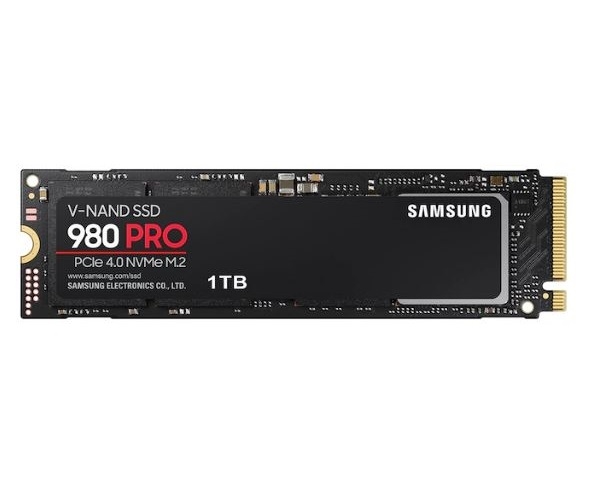 V-NAND SSD
980 PRO
PCIe 4.0 NVMe M.2
www.samsung.com/ssd
SAMSUNG ELECTRONICS CO., LTD.
1TB
SAMSUNG